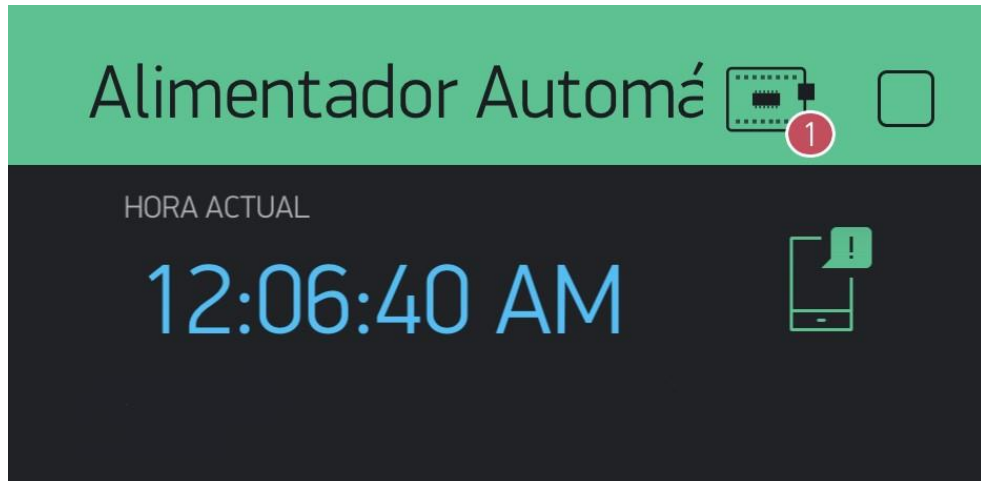 Alimentador Automá
1
HORA ACTUAL
!
12:06:40 AM